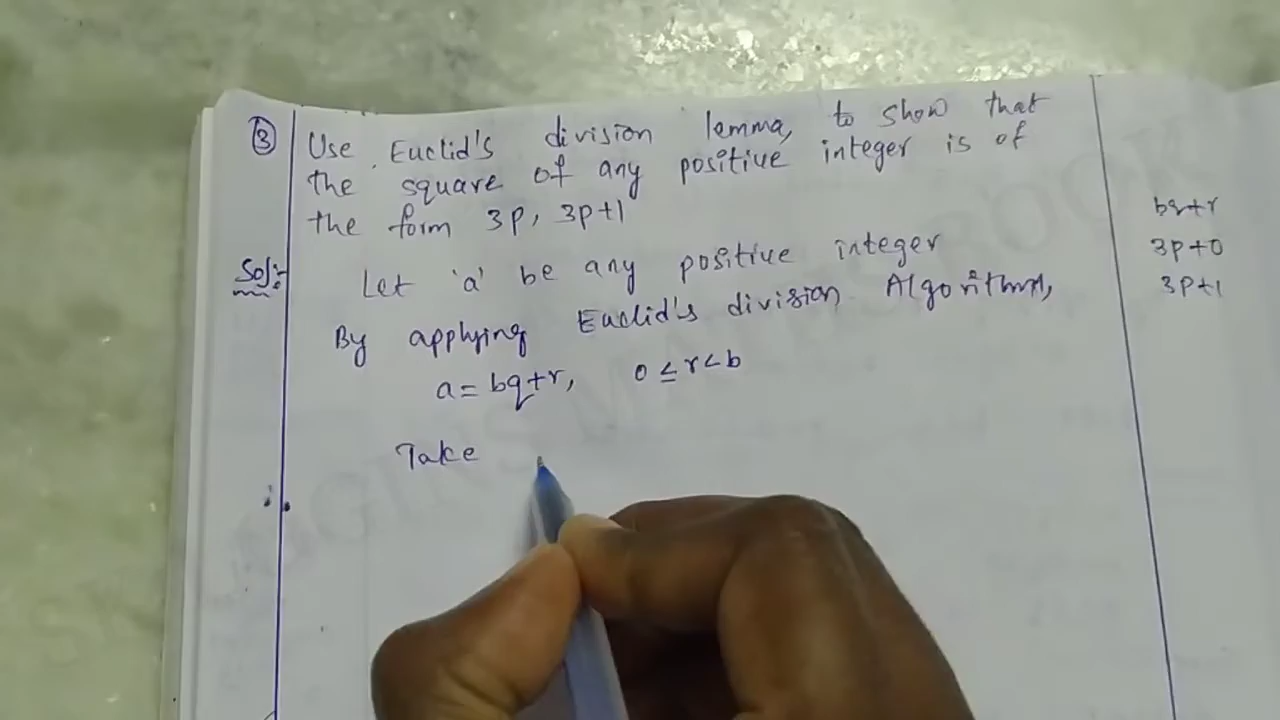 ③ Use Euclid's division lemma, to show that
the square of any positive integer is of
the form 3p, 3p+1
Sol:- Let 'a' be any positive integer
By applying Euclid's division Algorithm,
a = bq+r, 0 ≤ r < b
Take
bq+r
3p+0
3p+1